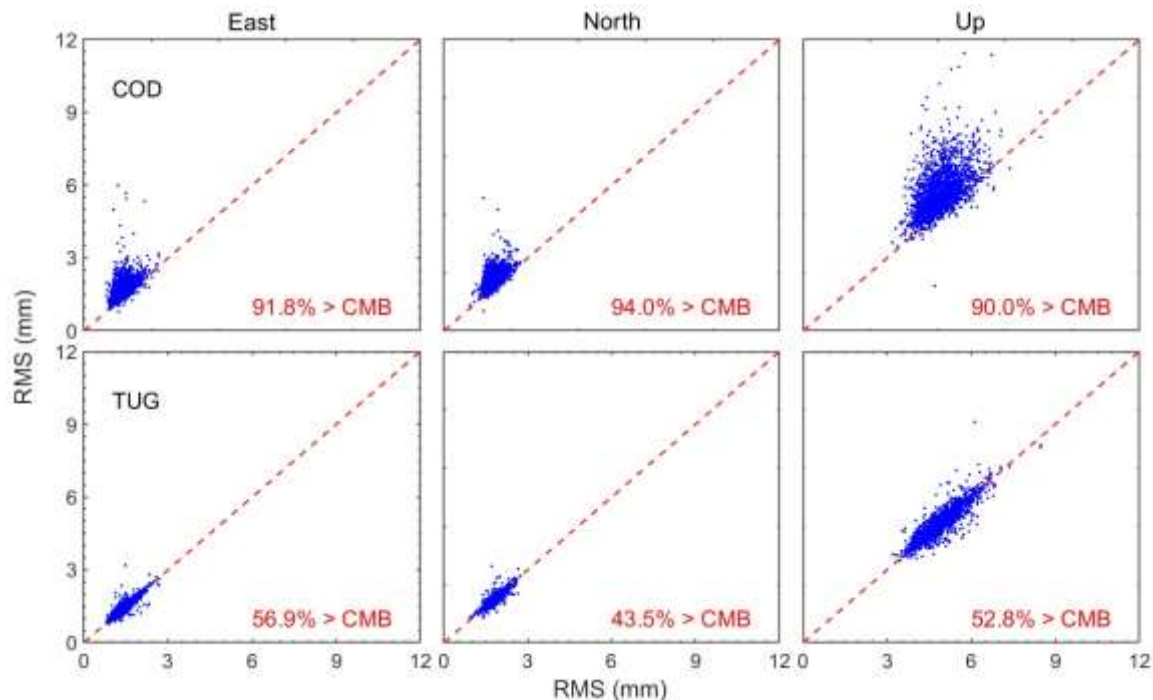 East North Up
12
COD
9
6
3
91.8% > CMB 94.0% > CMB 90.0% > CMB
0
RMS (mm)
12
TUG
9
6
3
56.9% > CMB 43.5% > CMB 52.8% > CMB
0
0 3 6 9 12 0 3 6 9 12 0 3 6 9 12
RMS (mm)